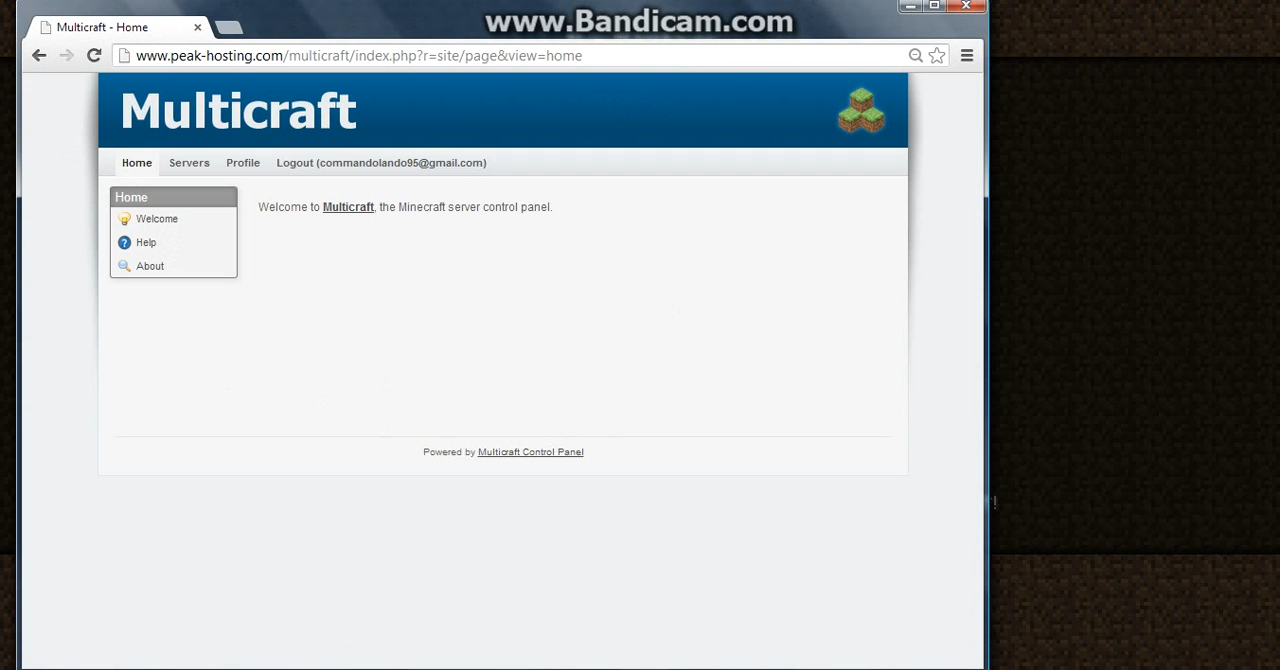 www.Bandicam.com
Multicraft - Home
www.peak-hosting.com/multicraft/index.php?r=site/page&view=home
Multicraft
Home Servers Profile Logout (commandolando95@gmail.com)
Home
Welcome
Help
About
Welcome to Multicraft, the Minecraft server control panel.
Powered by Multicraft Control Panel